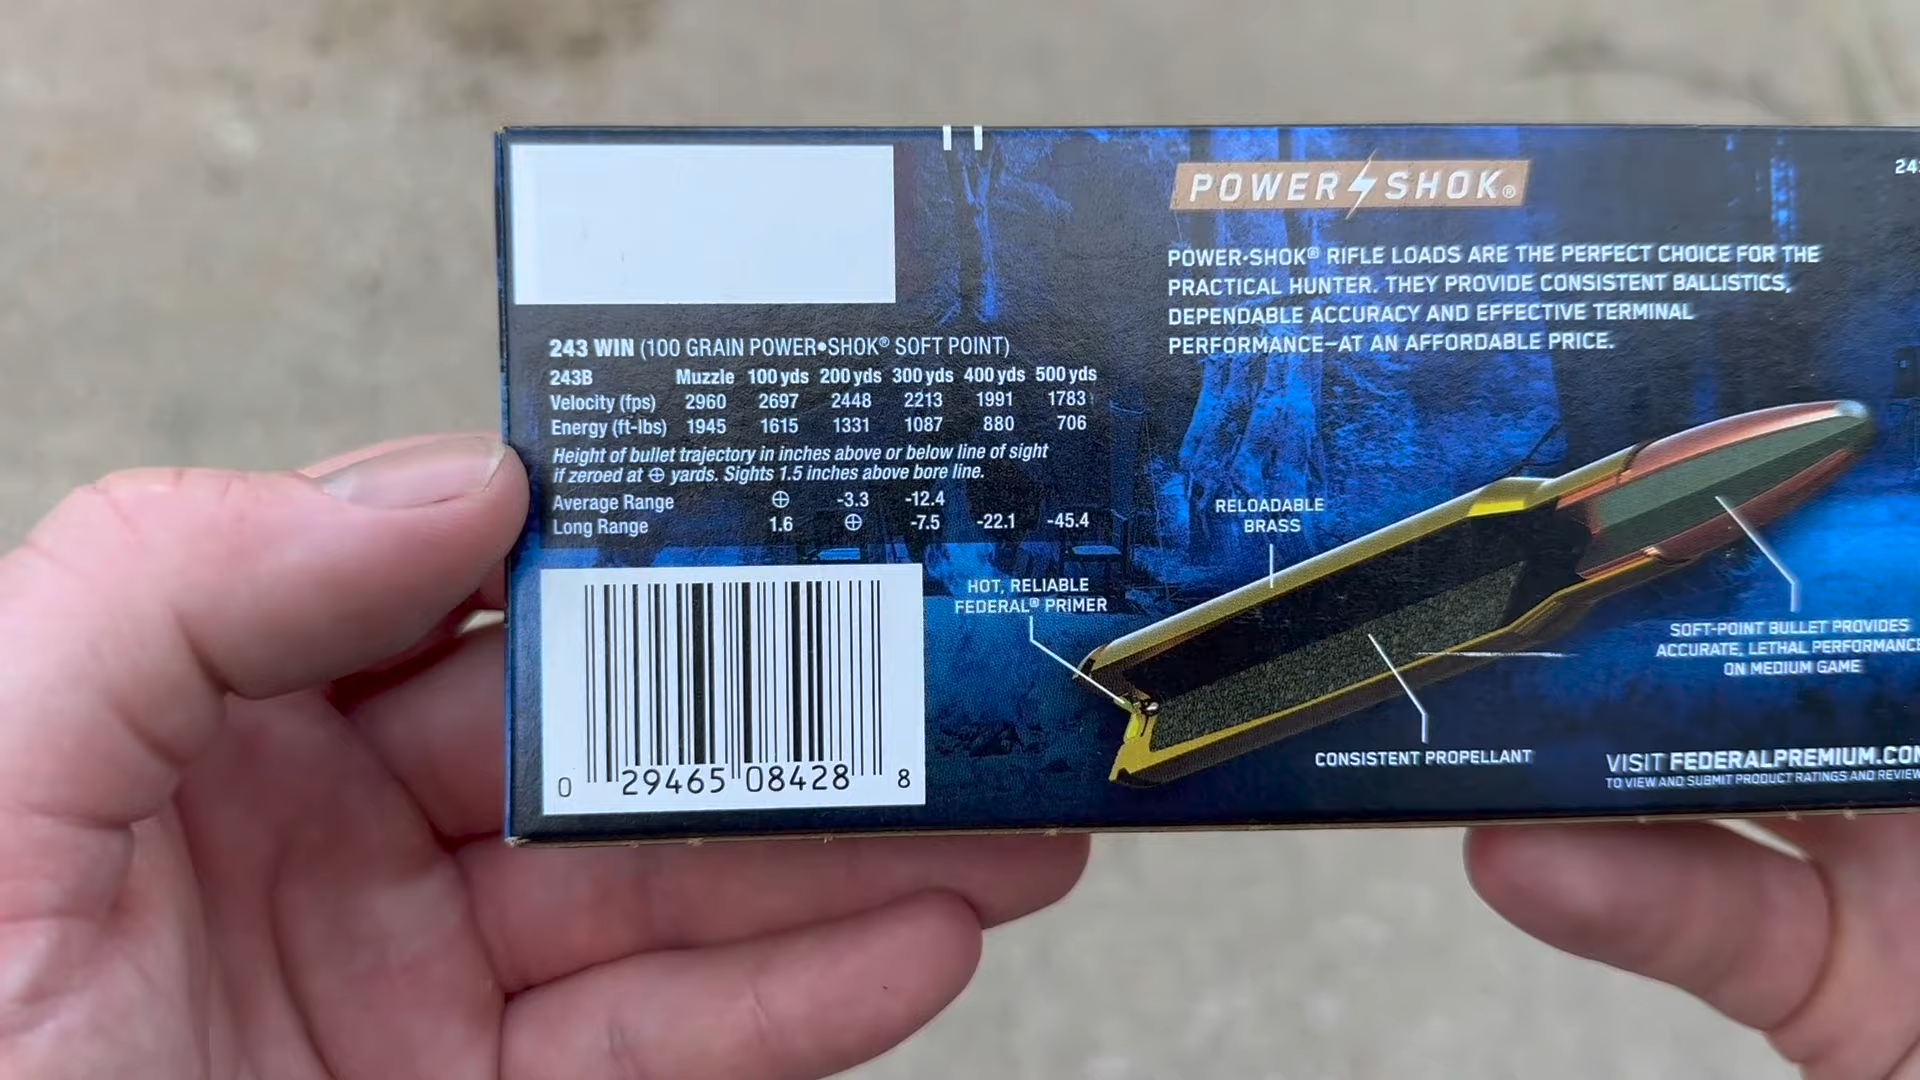 243 WIN (100 GRAIN POWER•SHOK® SOFT POINT)
243B Muzzle 100 yds 200 yds 300 yds 400 yds 500 yds
Velocity (fps) 2960 2697 2448 2213 1991 1783
Energy (ft-lbs) 1945 1615 1331 1087 880 706
Height of bullet trajectory in inches above or below line of sight
if zeroed at ⊕ yards. Sights 1.5 inches above bore line.
Average Range ⊕ -3.3 -12.4
Long Range 1.6 ⊕ -7.5 -22.1 -45.4
0 29465 08428 8
POWER SHOK®
POWER•SHOK® RIFLE LOADS ARE THE PERFECT CHOICE FOR THE
PRACTICAL HUNTER. THEY PROVIDE CONSISTENT BALLISTICS,
DEPENDABLE ACCURACY AND EFFECTIVE TERMINAL
PERFORMANCE—AT AN AFFORDABLE PRICE.
RELOADABLE
BRASS
HOT, RELIABLE
FEDERAL® PRIMER
SOFT-POINT BULLET PROVIDES
ACCURATE, LETHAL PERFORMANCE
ON MEDIUM GAME
CONSISTENT PROPELLANT
VISIT FEDERALPREMIUM.COM
TO VIEW AND SUBMIT PRODUCT RATINGS AND REVIEW